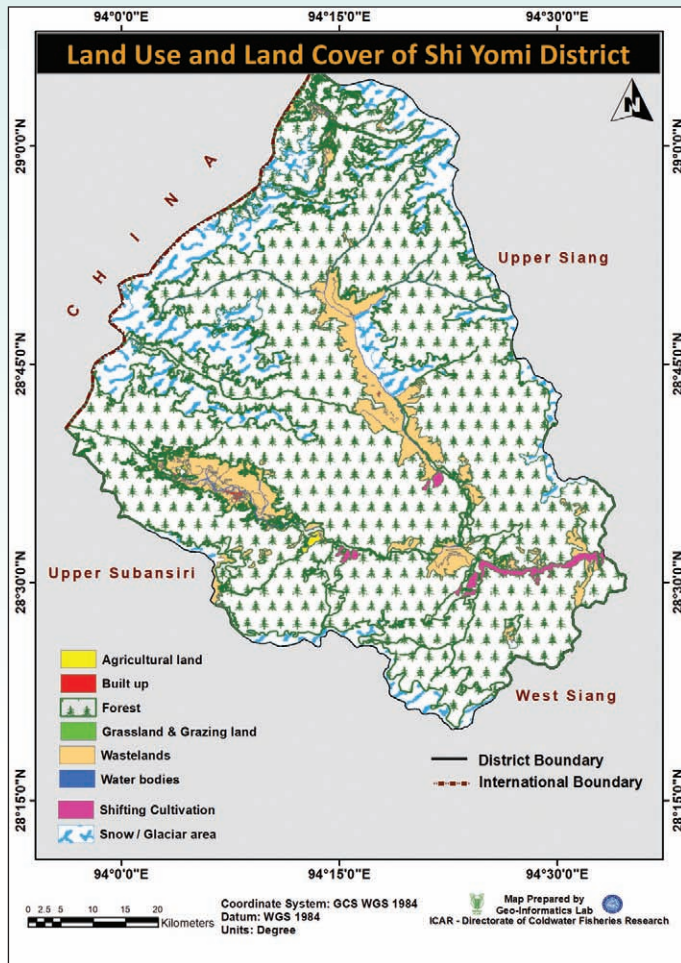 94°0'0"E 94°15'0"E 94°30'0"E
Land Use and Land Cover of Shi Yomi District
N
29°0'0"N 29°0'0"N
CHINA
Upper Siang
28°45'0"N 28°45'0"N
Upper Subansiri
28°30'0"N 28°30'0"N
West Siang
Agricultural land
Built up
Forest
Grassland & Grazing land
Wastelands
Water bodies
Shifting Cultivation
Snow / Glaciar area
District Boundary
International Boundary
28°15'0"N 28°15'0"N
94°0'0"E 94°15'0"E 94°30'0"E
0 2.5 5 10 15 20
Kilometers
Coordinate System: GCS WGS 1984
Datum: WGS 1984
Units: Degree
Map Prepared by
Geo-Informatics Lab
ICAR - Directorate of Coldwater Fisheries Research